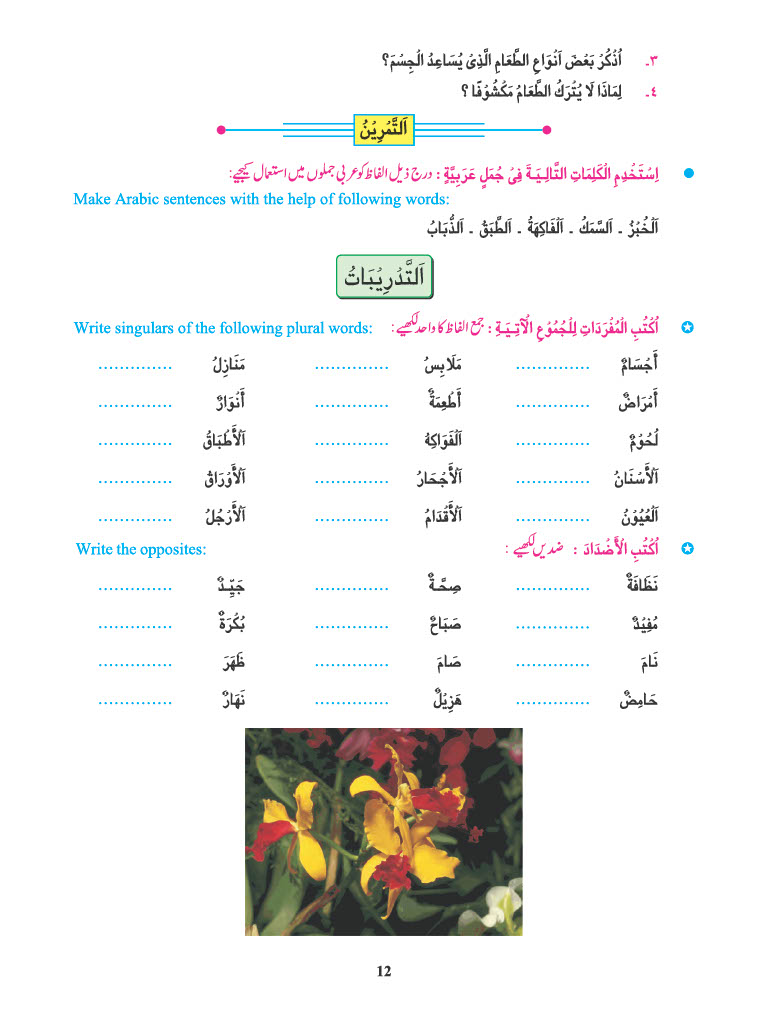 ٣۔ اُذْكُرْ بَعْضَ اَنْوَاعِ الطَّعَامِ الَّذِىْ يُسَاعِدُ الْجِسْمَ؟
٤۔ لِمَاذَا لَا يُتْرَكُ الطَّعَامُ مَكْشُوْفًا ؟
اَلتَّمْرِيْنُ
● اِسْتَخْدِمِ الْكَلِمَاتِ التَّالِيَةَ فِىْ جُمَلٍ عَرَبِيَّةٍ : درج ذیل الفاظ کو عربی جملوں میں استعمال کیجیے:
Make Arabic sentences with the help of following words:
اَلْخُبْزُ ۔ اَلسَّمَكُ ۔ اَلْفَاكِهَةُ ۔ اَلطَّبَقُ ۔ اَلذُّبَابُ
اَلتَّدْرِيْبَاتُ
اُكْتُبِ الْمُفْرَدَاتِ لِلْجُمُوْعِ الْآتِيَةِ : جمع الفاظ کا واحد لکھیے : Write singulars of the following plural words:
أَجْسَامٌ .............. مَلَابِسُ .............. مَنَازِلُ ..............
أَمْرَاضٌ .............. أَطْعِمَةٌ .............. أَنْوَارٌ ..............
لُحُوْمٌ .............. اَلْفَوَاكِهُ .............. اَلْأَطْبَاقُ ..............
اَلْأَسْنَانُ .............. اَلْأَحْجَارُ .............. اَلْأَوْرَاقُ ..............
اَلْعُيُوْنُ .............. اَلْأَقْدَامُ .............. اَلْأَرْجُلُ ..............
اُكْتُبِ الْأَضْدَادَ : ضدیں لکھیے : Write the opposites:
نَظَافَةٌ .............. صِحَّةٌ .............. جَيِّدٌ ..............
مُفِيْدٌ .............. صَبَاحٌ .............. بُكْرَةٌ ..............
نَامَ .............. صَامَ .............. ظَهَرَ ..............
حَامِضٌ .............. هَزِيْلٌ .............. نَهَارٌ ..............
12